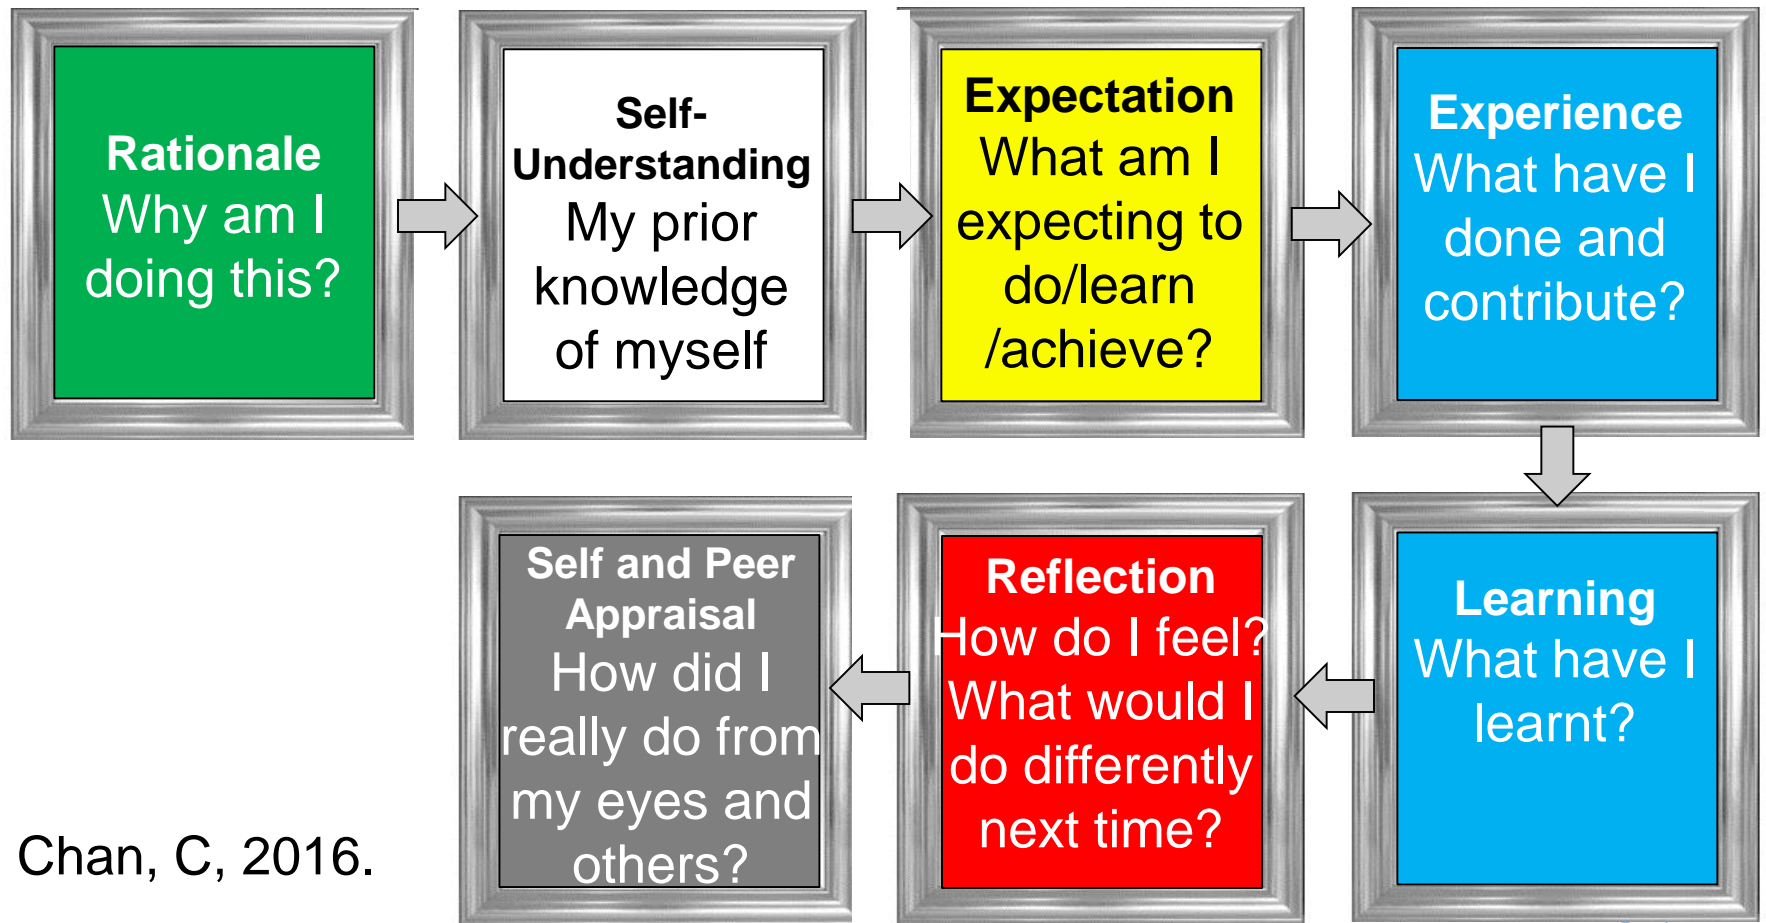 Rationale
Why am I
doing this?
Self-
Understanding
My prior
knowledge
of myself
Expectation
What am I
expecting to
do/learn
/achieve?
Experience
What have I
done and
contribute?
Learning
What have I
learnt?
Reflection
How do I feel?
What would I
do differently
next time?
Self and Peer
Appraisal
How did I
really do from
my eyes and
others?
Chan, C, 2016.